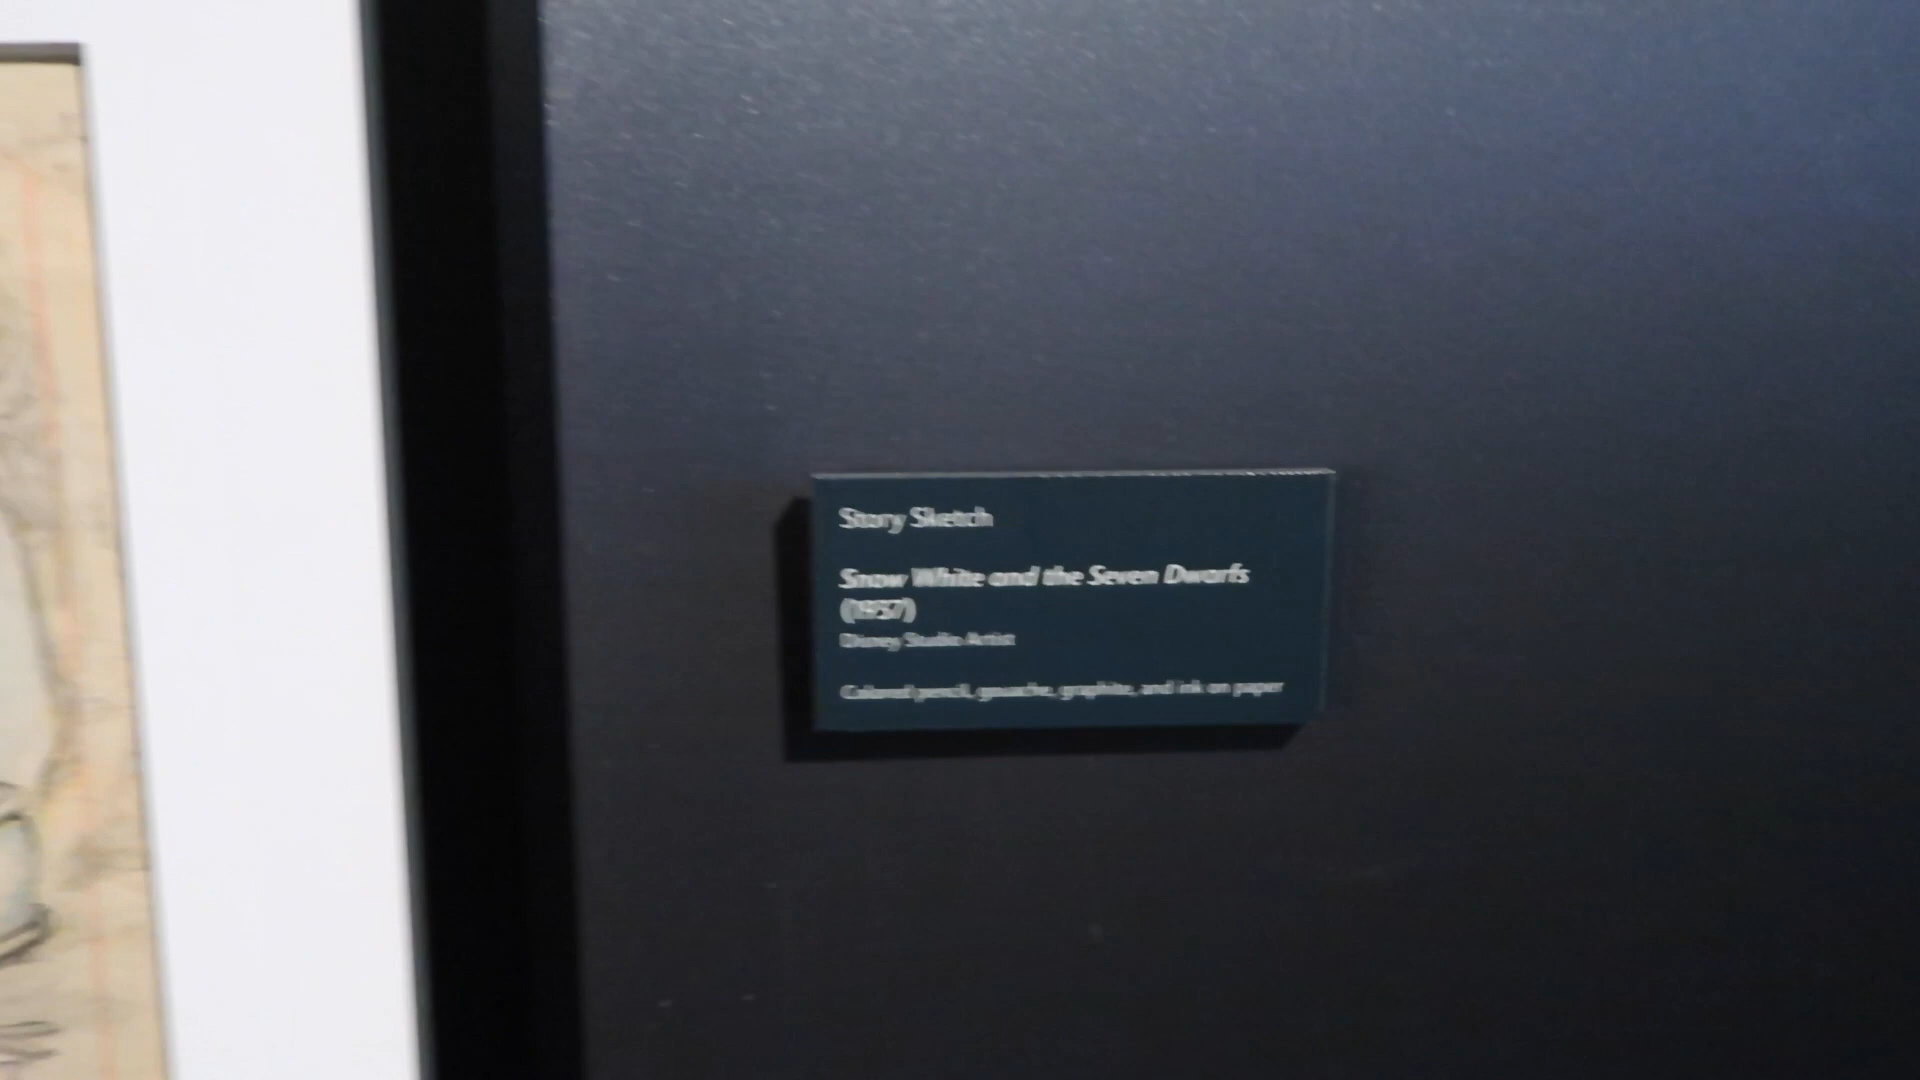 Story Sketch
Snow White and the Seven Dwarfs
(1937)
Disney Studio Artist
Colored pencil, gouache, graphite, and ink on paper